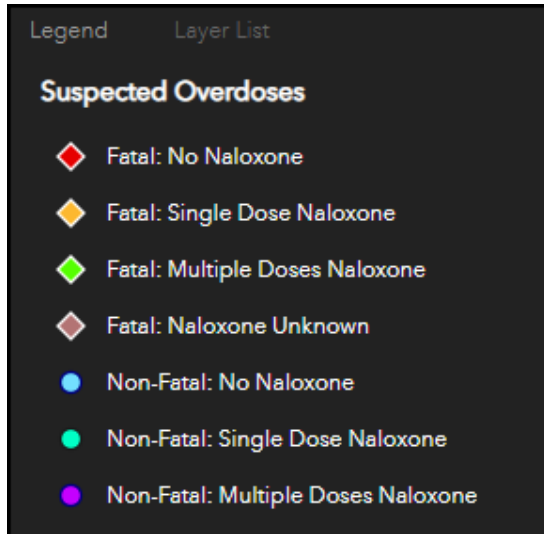 Legend Layer List
Suspected Overdoses
Fatal: No Naloxone
Fatal: Single Dose Naloxone
Fatal: Multiple Doses Naloxone
Fatal: Naloxone Unknown
Non-Fatal: No Naloxone
Non-Fatal: Single Dose Naloxone
Non-Fatal: Multiple Doses Naloxone